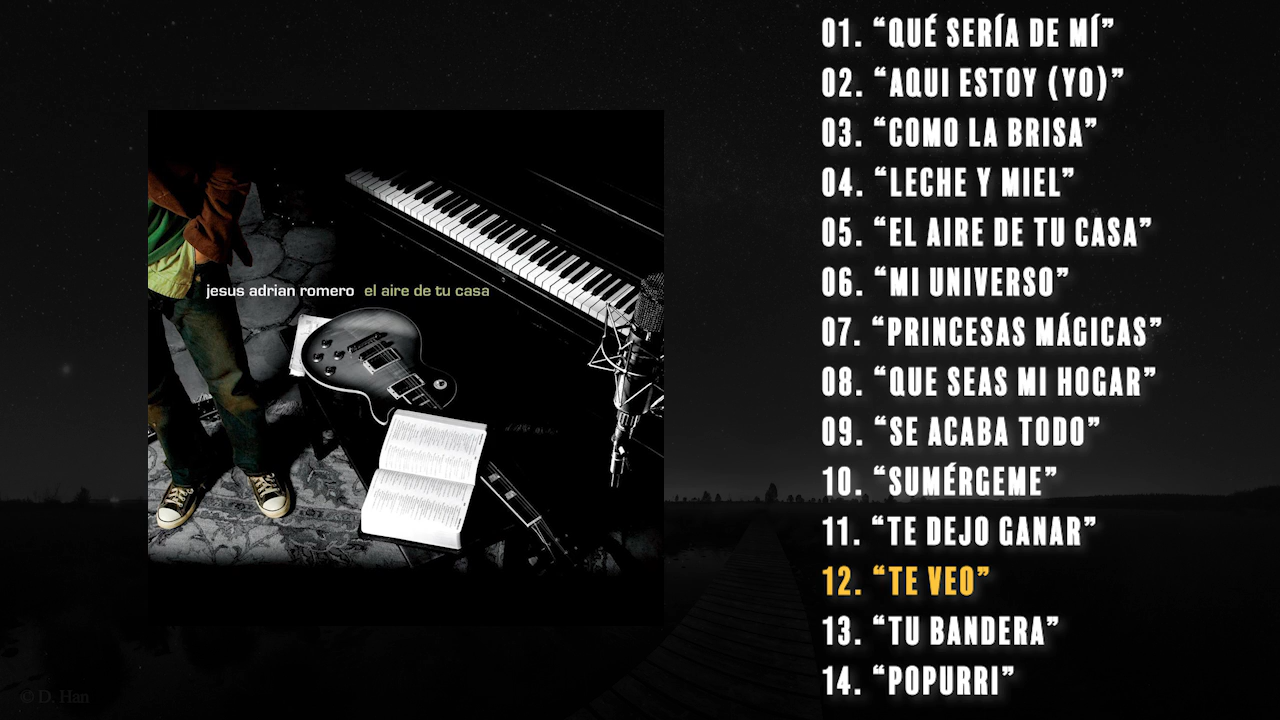 jesus adrian romero el aire de tu casa
01. “QUÉ SERÍA DE MÍ”
02. “AQUI ESTOY (YO)”
03. “COMO LA BRISA”
04. “LECHE Y MIEL”
05. “EL AIRE DE TU CASA”
06. “MI UNIVERSO”
07. “PRINCESAS MÁGICAS”
08. “QUE SEAS MI HOGAR”
09. “SE ACABA TODO”
10. “SUMÉRGEME”
11. “TE DEJO GANAR”
12. “TE VEO”
13. “TU BANDERA”
14. “POPURRI”
© D. Han